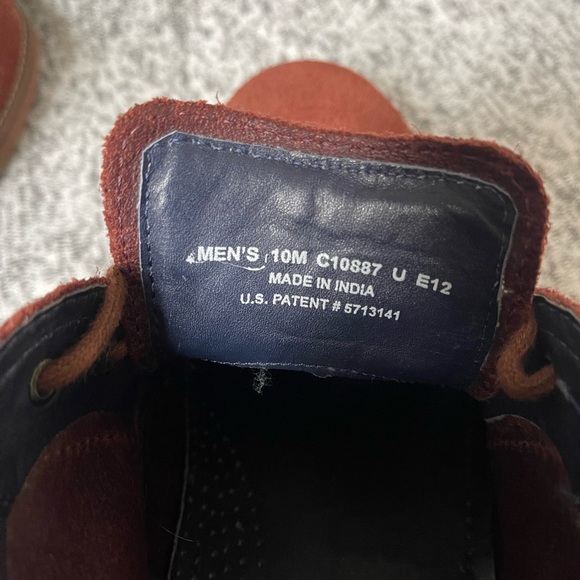 MEN'S 10M C10887 U E12
MADE IN INDIA
U.S. PATENT # 5713141